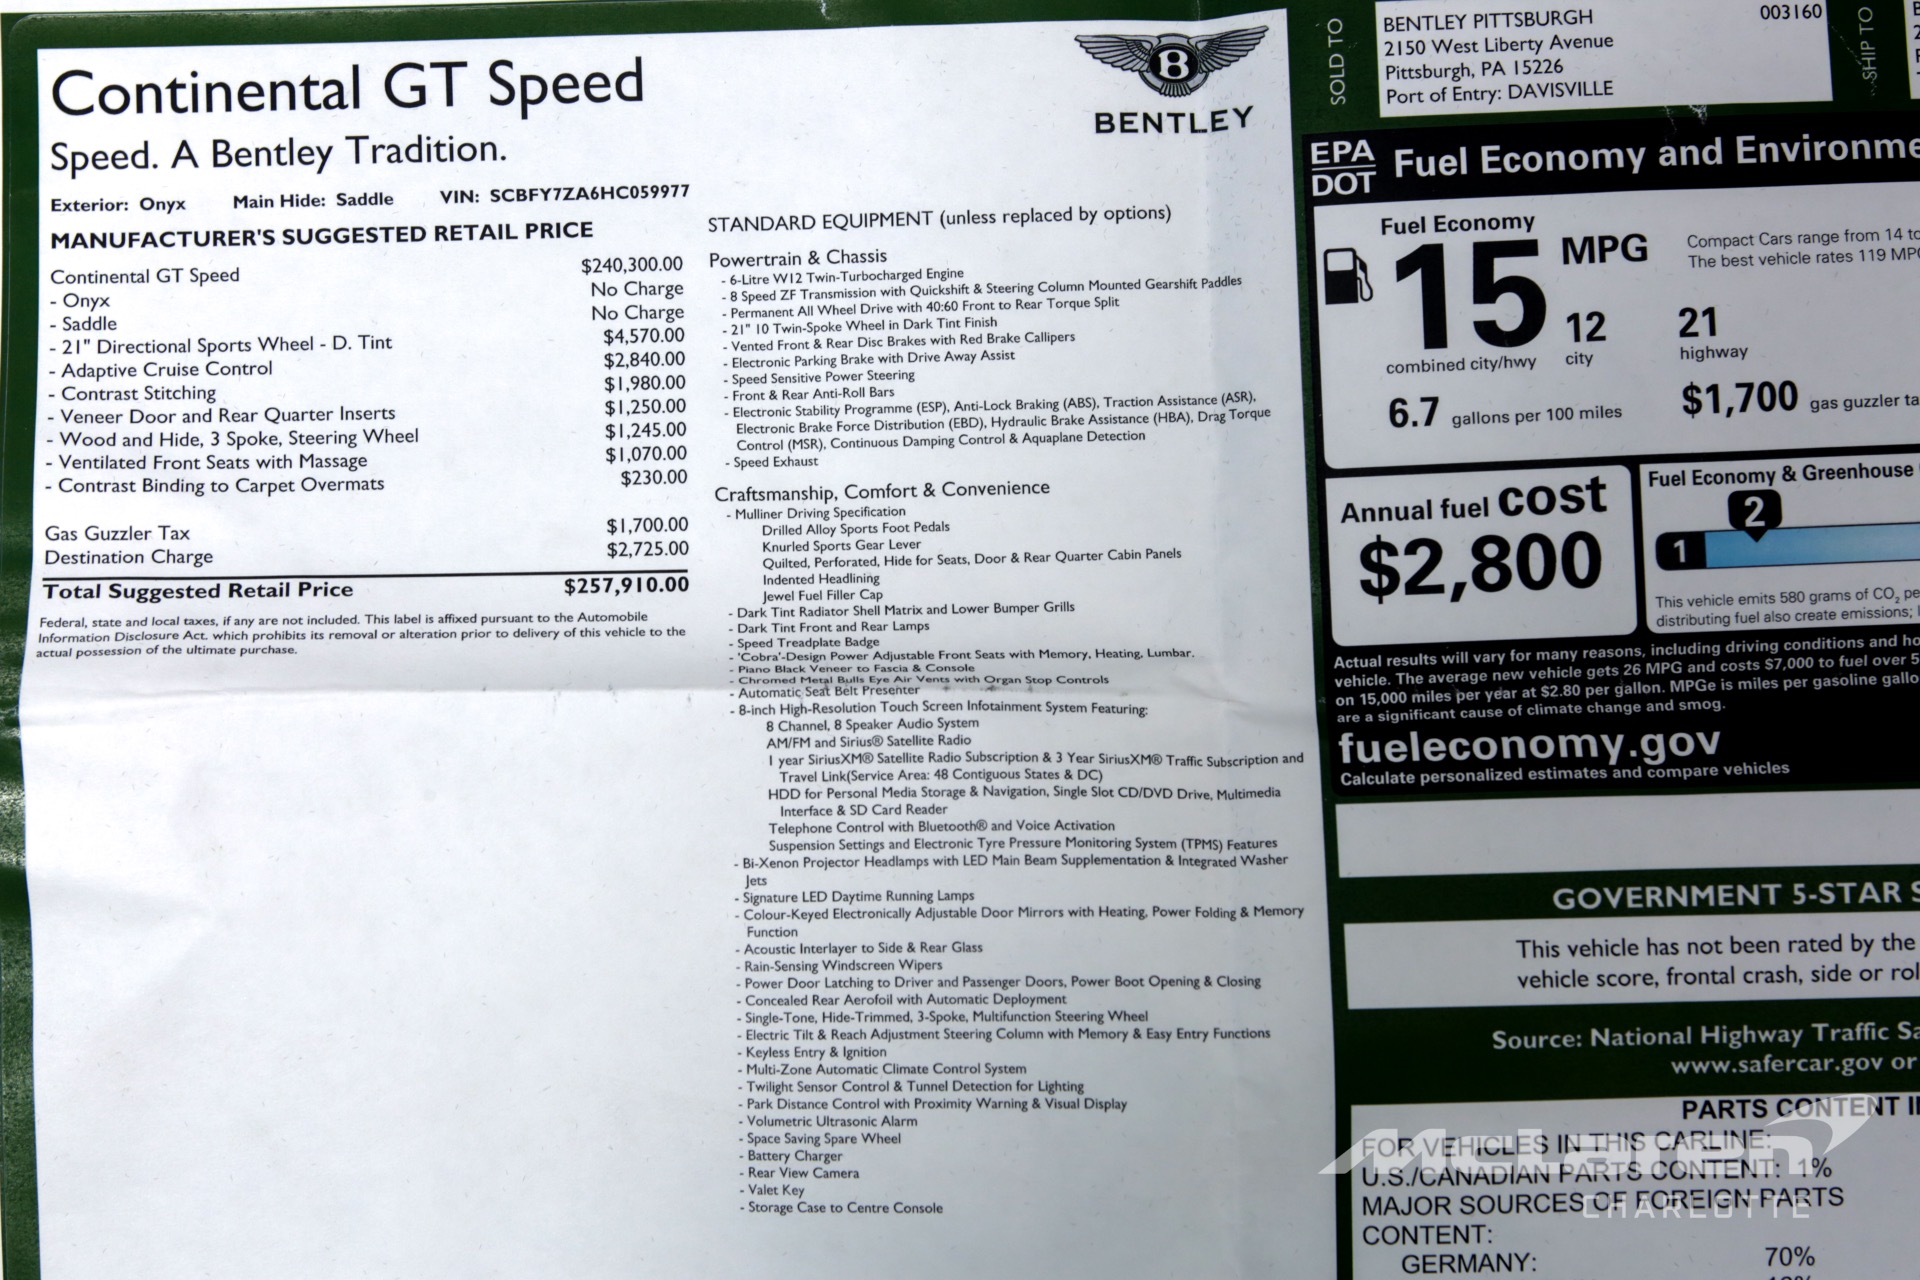 Continental GT Speed
Speed. A Bentley Tradition.
B
BENTLEY
Exterior: Onyx Main Hide: Saddle VIN: SCBFY7ZA6HC059977
MANUFACTURER'S SUGGESTED RETAIL PRICE
Continental GT Speed $240,300.00
- Onyx No Charge
- Saddle No Charge
- 21" Directional Sports Wheel - D. Tint $4,570.00
- Adaptive Cruise Control $2,840.00
- Contrast Stitching $1,980.00
- Veneer Door and Rear Quarter Inserts $1,250.00
- Wood and Hide, 3 Spoke, Steering Wheel $1,245.00
- Ventilated Front Seats with Massage $1,070.00
- Contrast Binding to Carpet Overmats $230.00
Gas Guzzler Tax $1,700.00
Destination Charge $2,725.00
Total Suggested Retail Price $257,910.00
Federal, state and local taxes, if any are not included. This label is affixed pursuant to the Automobile
Information Disclosure Act. which prohibits its removal or alteration prior to delivery of this vehicle to the
actual possession of the ultimate purchase.
STANDARD EQUIPMENT (unless replaced by options)
Powertrain & Chassis
- 6-Litre W12 Twin-Turbocharged Engine
- 8 Speed ZF Transmission with Quickshift & Steering Column Mounted Gearshift Paddles
- Permanent All Wheel Drive with 40:60 Front to Rear Torque Split
- 21" 10 Twin-Spoke Wheel in Dark Tint Finish
- Vented Front & Rear Disc Brakes with Red Brake Callipers
- Electronic Parking Brake with Drive Away Assist
- Speed Sensitive Power Steering
- Front & Rear Anti-Roll Bars
- Electronic Stability Programme (ESP), Anti-Lock Braking (ABS), Traction Assistance (ASR),
Electronic Brake Force Distribution (EBD), Hydraulic Brake Assistance (HBA), Drag Torque
Control (MSR), Continuous Damping Control & Aquaplane Detection
- Speed Exhaust
Craftsmanship, Comfort & Convenience
- Mulliner Driving Specification
Drilled Alloy Sports Foot Pedals
Knurled Sports Gear Lever
Quilted, Perforated, Hide for Seats, Door & Rear Quarter Cabin Panels
Indented Headlining
Jewel Fuel Filler Cap
- Dark Tint Radiator Shell Matrix and Lower Bumper Grills
- Dark Tint Front and Rear Lamps
- Speed Treadplate Badge
- 'Cobra'-Design Power Adjustable Front Seats with Memory, Heating, Lumbar.
- Piano Black Veneer to Fascia & Console
- Chromed Metal Bulls Eye Air Vents with Organ Stop Controls
- Automatic Seat Belt Presenter
- 8-inch High-Resolution Touch Screen Infotainment System Featuring:
8 Channel, 8 Speaker Audio System
AM/FM and Sirius® Satellite Radio
1 year SiriusXM® Satellite Radio Subscription & 3 Year SiriusXM® Traffic Subscription and
Travel Link(Service Area: 48 Contiguous States & DC)
HDD for Personal Media Storage & Navigation, Single Slot CD/DVD Drive, Multimedia
Interface & SD Card Reader
Telephone Control with Bluetooth® and Voice Activation
Suspension Settings and Electronic Tyre Pressure Monitoring System (TPMS) Features
- Bi-Xenon Projector Headlamps with LED Main Beam Supplementation & Integrated Washer
Jets
- Signature LED Daytime Running Lamps
- Colour-Keyed Electronically Adjustable Door Mirrors with Heating, Power Folding & Memory
Function
- Acoustic Interlayer to Side & Rear Glass
- Rain-Sensing Windscreen Wipers
- Power Door Latching to Driver and Passenger Doors, Power Boot Opening & Closing
- Concealed Rear Aerofoil with Automatic Deployment
- Single-Tone, Hide-Trimmed, 3-Spoke, Multifunction Steering Wheel
- Electric Tilt & Reach Adjustment Steering Column with Memory & Easy Entry Functions
- Keyless Entry & Ignition
- Multi-Zone Automatic Climate Control System
- Twilight Sensor Control & Tunnel Detection for Lighting
- Park Distance Control with Proximity Warning & Visual Display
- Volumetric Ultrasonic Alarm
- Space Saving Spare Wheel
- Battery Charger
- Rear View Camera
- Valet Key
- Storage Case to Centre Console
SOLD TO
BENTLEY PITTSBURGH 003160
2150 West Liberty Avenue
Pittsburgh, PA 15226
Port of Entry: DAVISVILLE
SHIP TO
EPA
DOT
Fuel Economy and Environme
Fuel Economy
15 MPG
Compact Cars range from 14 to
The best vehicle rates 119 MPG
combined city/hwy
12
city
21
highway
6.7 gallons per 100 miles
$1,700 gas guzzler ta
Annual fuel cost
$2,800
Fuel Economy & Greenhouse
2
1
This vehicle emits 580 grams of CO2 pe
distributing fuel also create emissions;
Actual results will vary for many reasons, including driving conditions and ho
vehicle. The average new vehicle gets 26 MPG and costs $7,000 to fuel over 5
on 15,000 miles per year at $2.80 per gallon. MPGe is miles per gasoline gallo
are a significant cause of climate change and smog.
fueleconomy.gov
Calculate personalized estimates and compare vehicles
GOVERNMENT 5-STAR S
This vehicle has not been rated by the
vehicle score, frontal crash, side or rol
Source: National Highway Traffic Sa
www.safercar.gov or
PARTS CONTENT I
FOR VEHICLES IN THIS CARLINE:
U.S./CANADIAN PARTS CONTENT: 1%
MAJOR SOURCES OF FOREIGN PARTS
CONTENT:
GERMANY: 70%
McLaren
CHARLOTTE